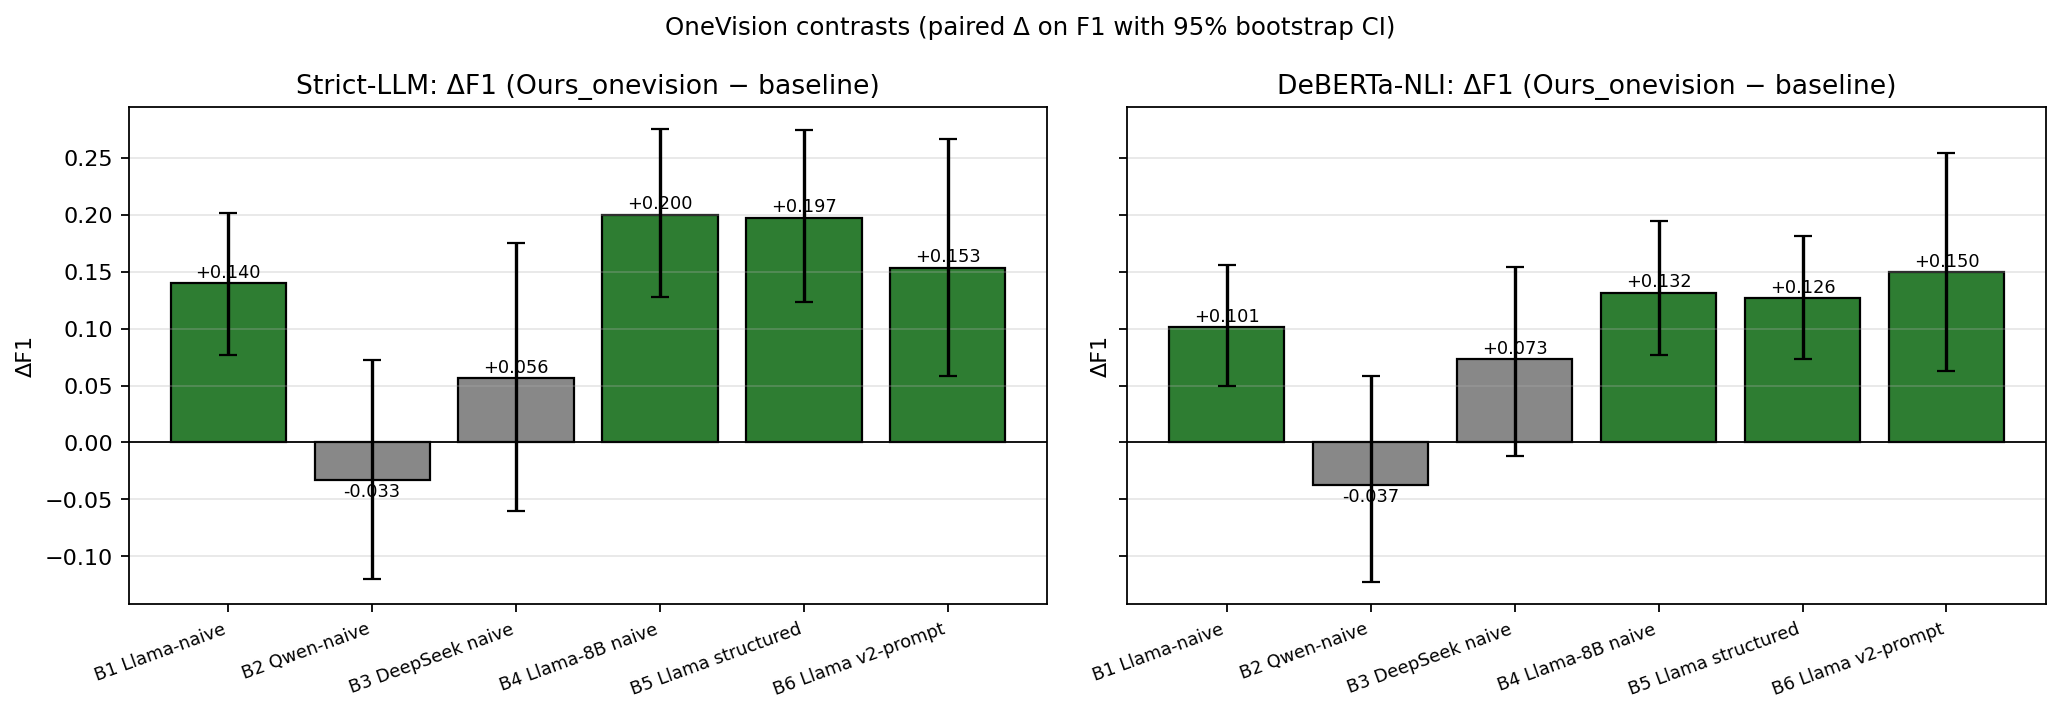 OneVision contrasts (paired Δ on F1 with 95% bootstrap CI)
Strict-LLM: ΔF1 (Ours_onevision − baseline)
ΔF1
0.25
0.20
0.15
0.10
0.05
0.00
−0.05
−0.10
+0.140
-0.033
+0.056
+0.200
+0.197
+0.153
B1 Llama-naive
B2 Qwen-naive
B3 DeepSeek naive
B4 Llama-8B naive
B5 Llama structured
B6 Llama v2-prompt
DeBERTa-NLI: ΔF1 (Ours_onevision − baseline)
ΔF1
+0.101
-0.037
+0.073
+0.132
+0.126
+0.150
B1 Llama-naive
B2 Qwen-naive
B3 DeepSeek naive
B4 Llama-8B naive
B5 Llama structured
B6 Llama v2-prompt